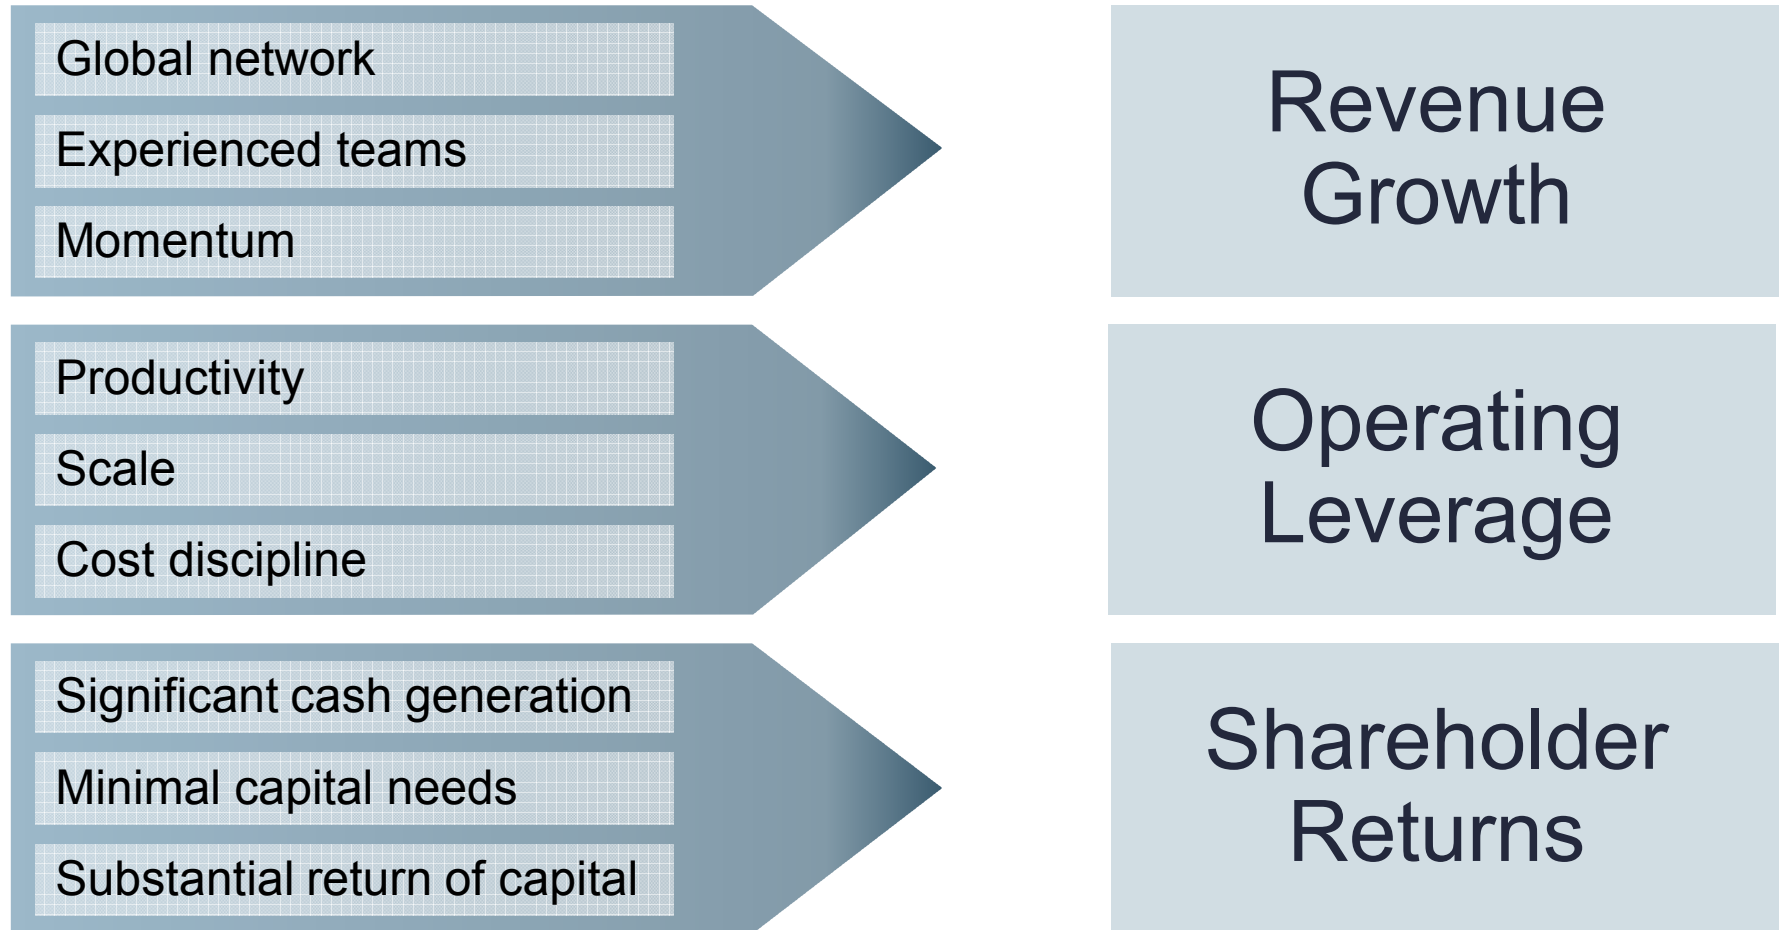 Global network
Experienced teams
Momentum
Revenue
Growth
Productivity
Scale
Cost discipline
Operating
Leverage
Significant cash generation
Minimal capital needs
Substantial return of capital
Shareholder
Returns